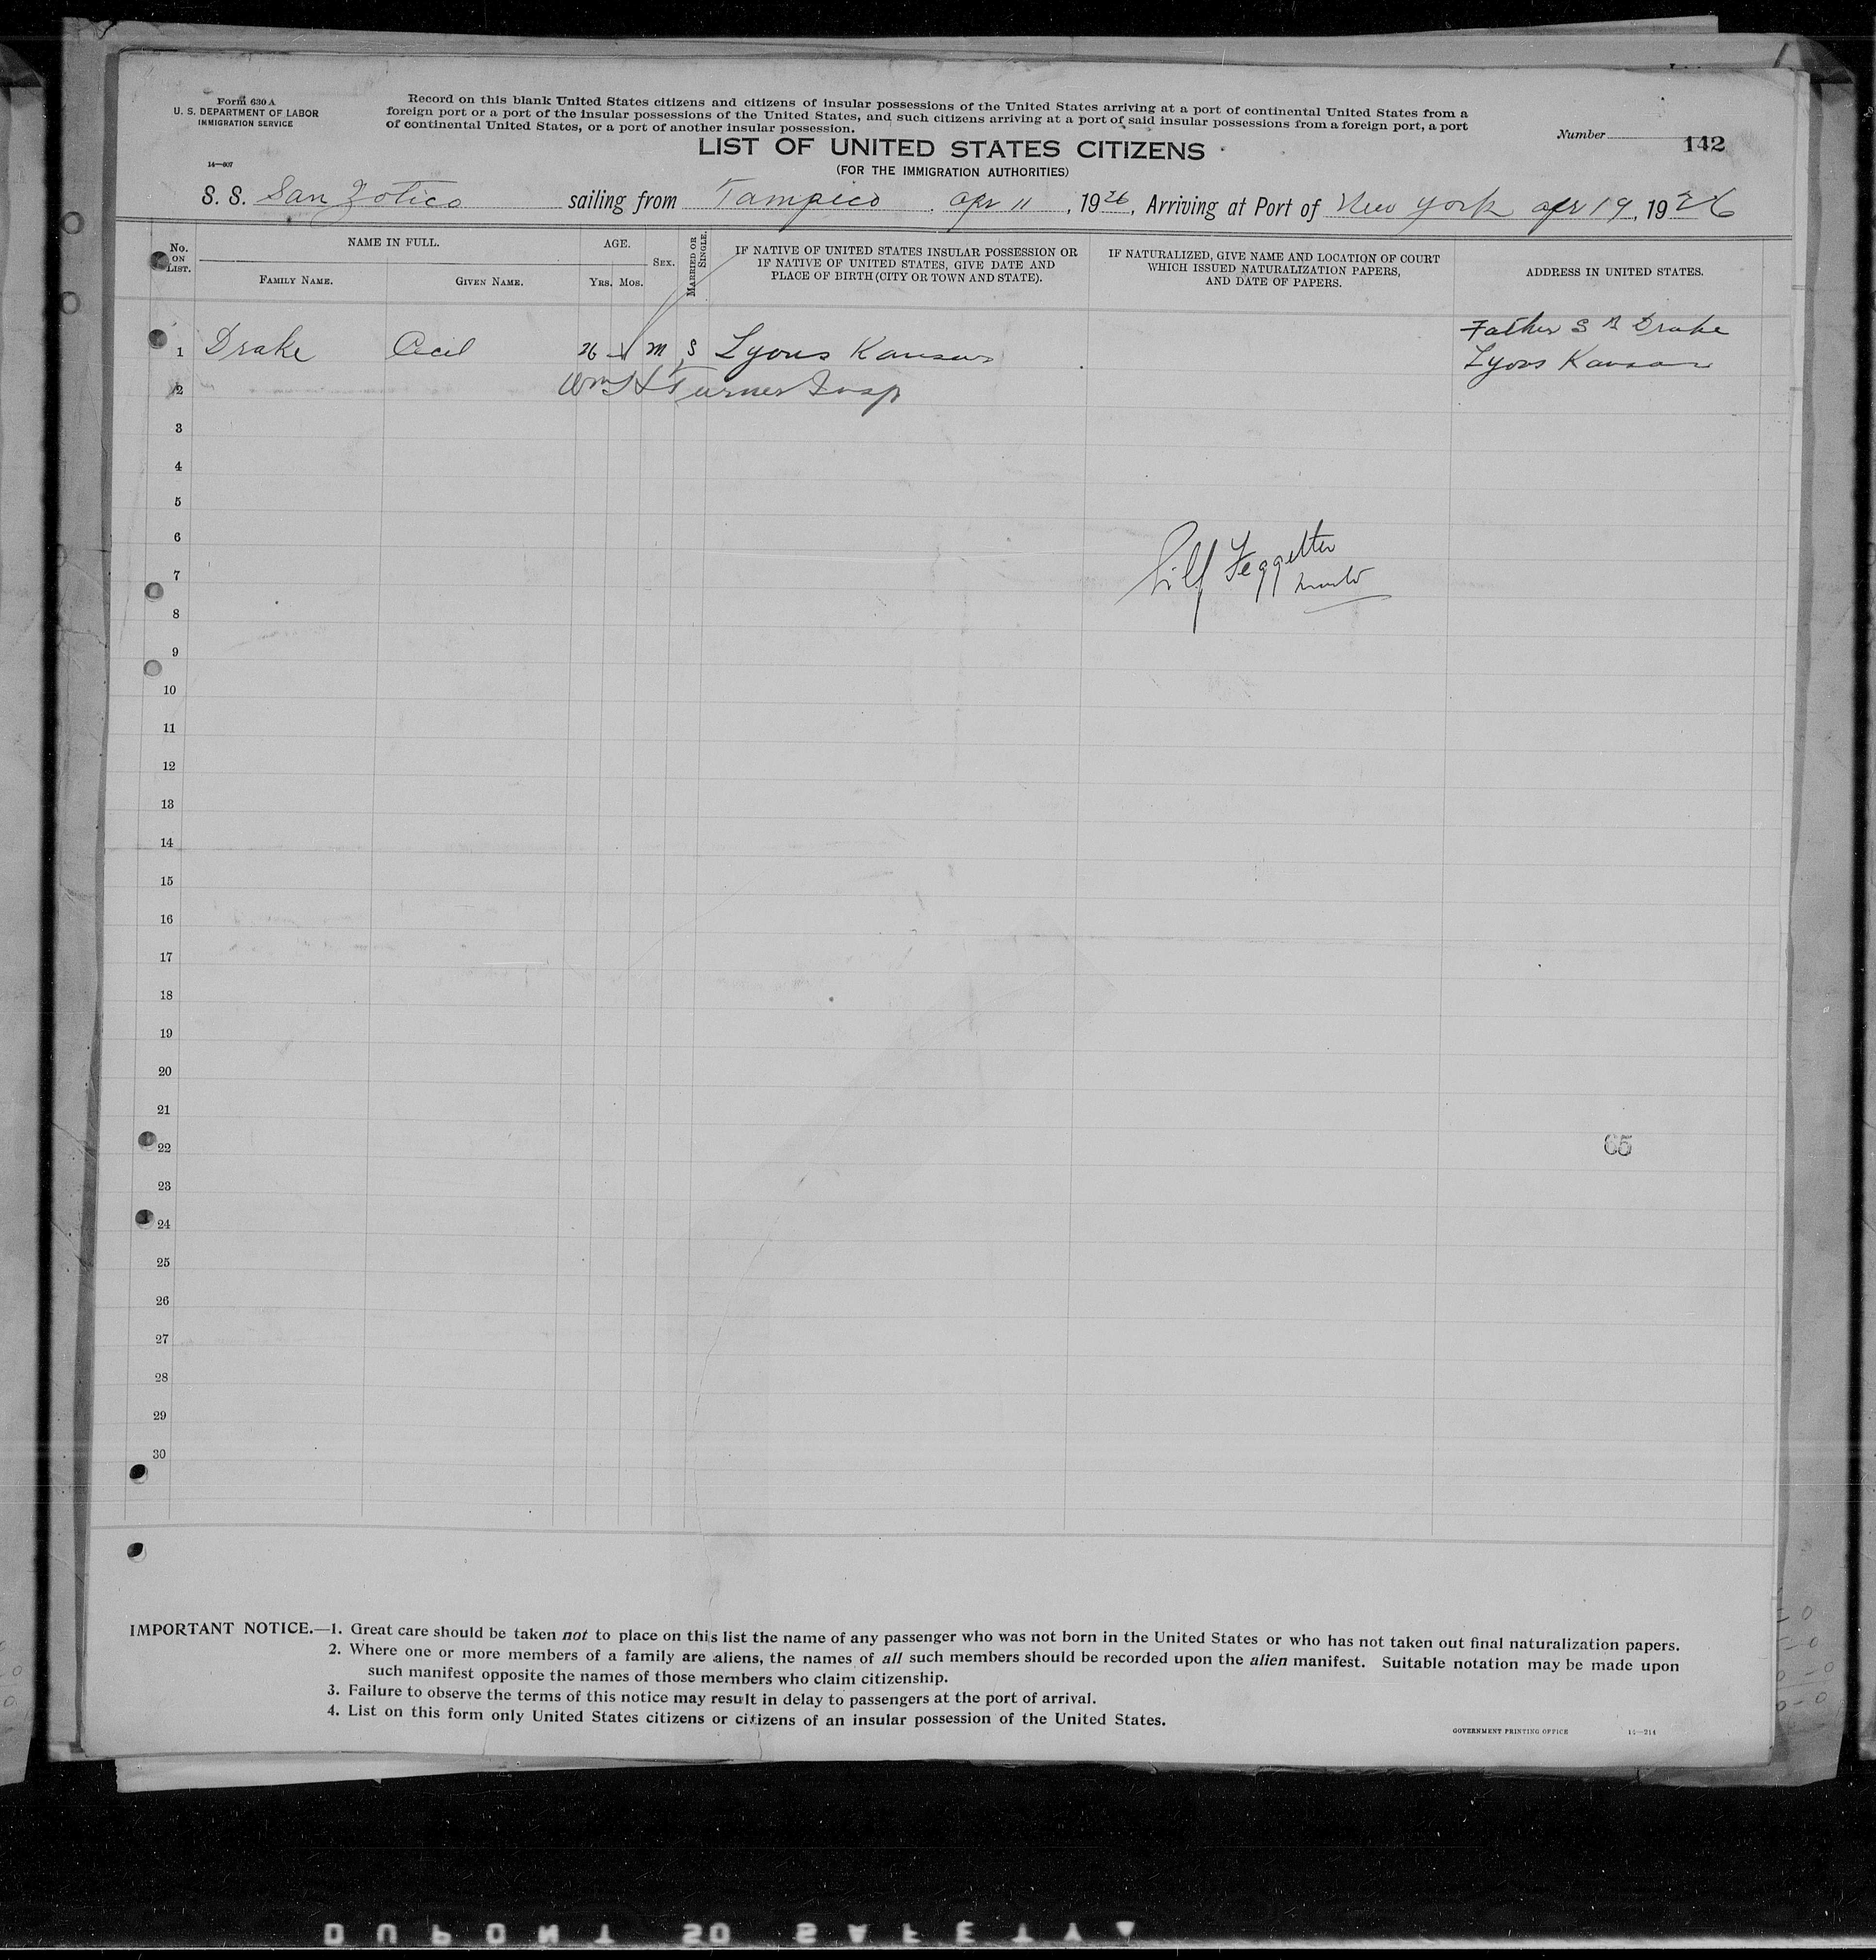 Form 630 A
U. S. DEPARTMENT OF LABOR
IMMIGRATION SERVICE
14—907
Record on this blank United States citizens and citizens of insular possessions of the United States arriving at a port of continental United States from a
foreign port or a port of the insular possessions of the United States, and such citizens arriving at a port of said insular possessions from a foreign port, a port
of continental United States, or a port of another insular possession.
Number 142
LIST OF UNITED STATES CITIZENS
(FOR THE IMMIGRATION AUTHORITIES)
S. S. San Zotico sailing from Tampico apr 11, 1926, Arriving at Port of New York apr 19, 1926
No. ON LIST.
NAME IN FULL.
FAMILY NAME.
GIVEN NAME.
AGE.
YRS. MOS.
SEX.
MARRIED OR SINGLE.
IF NATIVE OF UNITED STATES INSULAR POSSESSION OR
IF NATIVE OF UNITED STATES, GIVE DATE AND
PLACE OF BIRTH (CITY OR TOWN AND STATE).
IF NATURALIZED, GIVE NAME AND LOCATION OF COURT
WHICH ISSUED NATURALIZATION PAPERS,
AND DATE OF PAPERS.
ADDRESS IN UNITED STATES.
Father S A Drake
1 Drake Cecil 26 M S Lyons Kansas Lyons Kansas
2 Wm H Turner Insp
3
4
5
6
Feggetter
7
8
9
10
11
12
13
14
15
16
17
18
19
20
21
22 65
23
24
25
26
27
28
29
30
IMPORTANT NOTICE.—1. Great care should be taken not to place on this list the name of any passenger who was not born in the United States or who has not taken out final naturalization papers.
2. Where one or more members of a family are aliens, the names of all such members should be recorded upon the alien manifest. Suitable notation may be made upon
such manifest opposite the names of those members who claim citizenship.
3. Failure to observe the terms of this notice may result in delay to passengers at the port of arrival.
4. List on this form only United States citizens or citizens of an insular possession of the United States.
GOVERNMENT PRINTING OFFICE 14—214
DUPONT 20 SAFETY